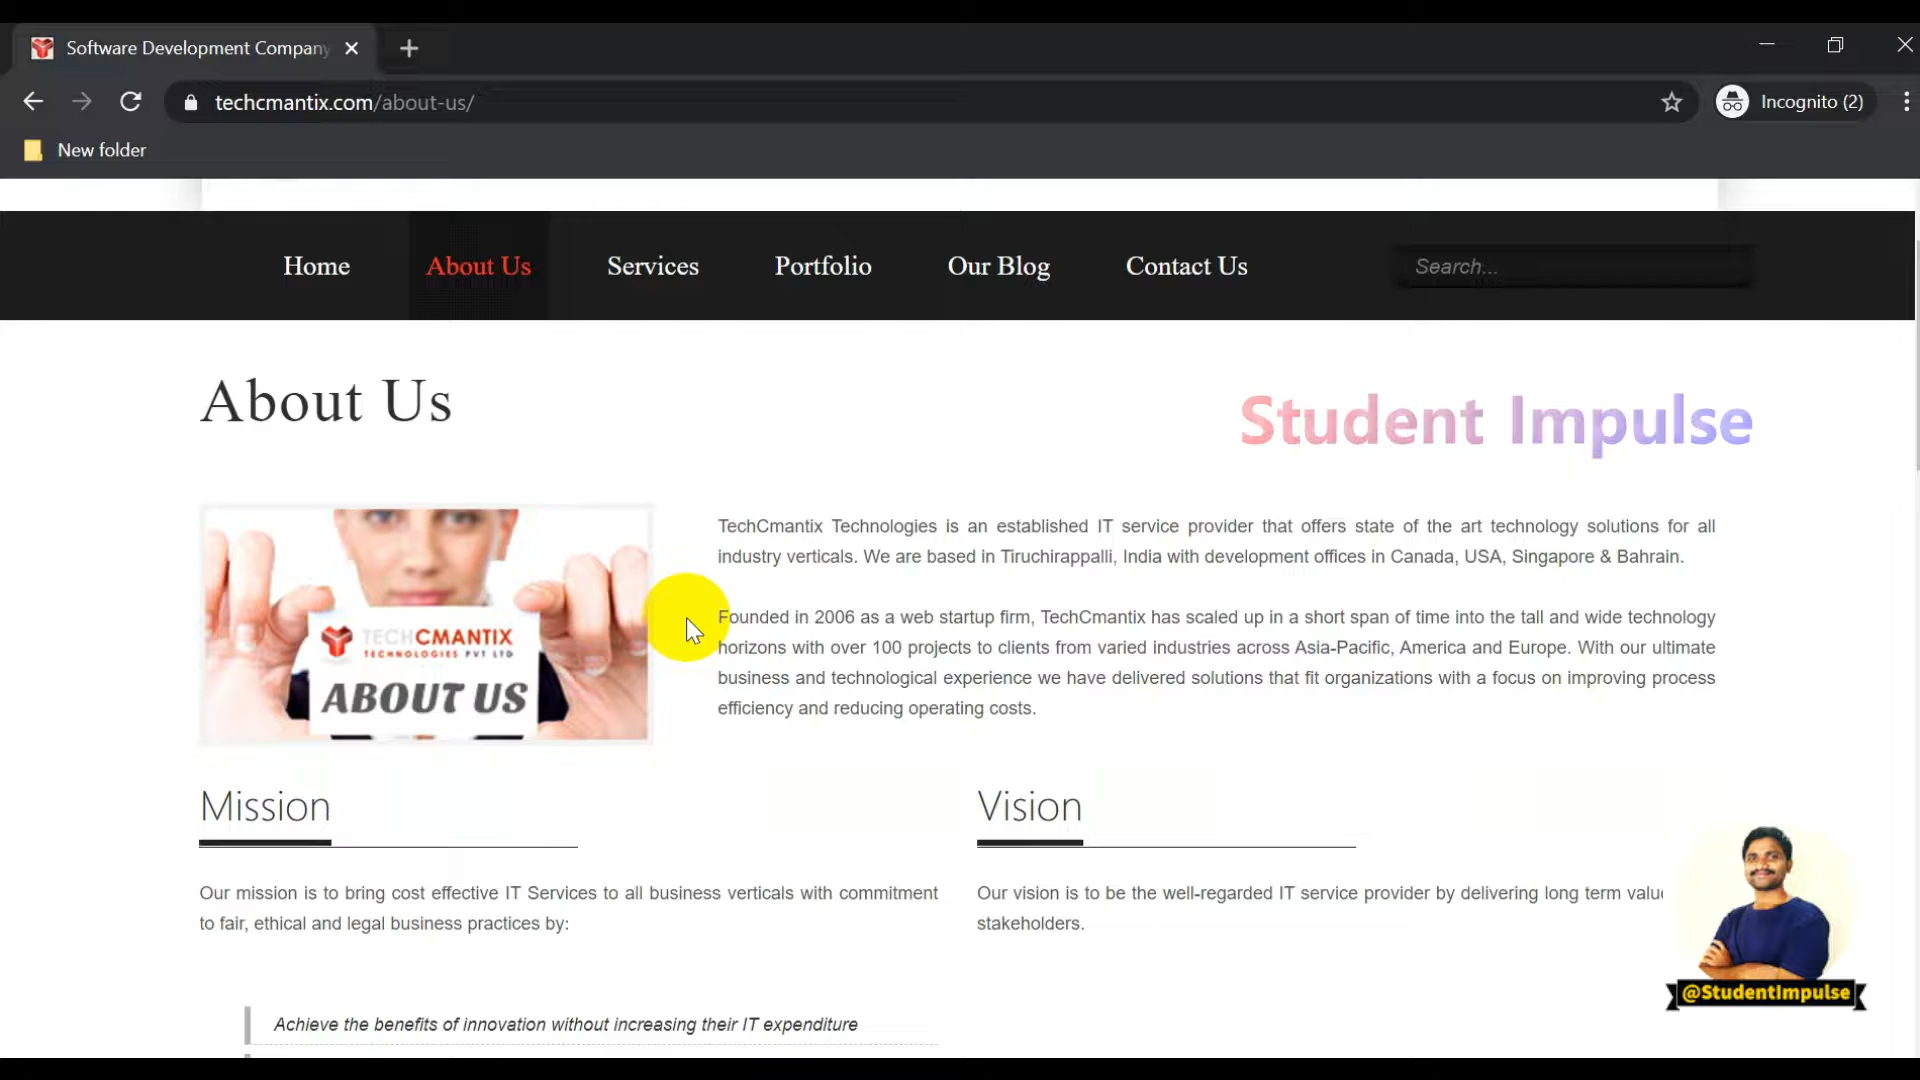 Software Development Company
techcmantix.com/about-us/
Incognito (2)
New folder
Home About Us Services Portfolio Our Blog Contact Us Search...
About Us
Student Impulse
TechCmantix Technologies is an established IT service provider that offers state of the art technology solutions for all
industry verticals. We are based in Tiruchirappalli, India with development offices in Canada, USA, Singapore & Bahrain.
Founded in 2006 as a web startup firm, TechCmantix has scaled up in a short span of time into the tall and wide technology
horizons with over 100 projects to clients from varied industries across Asia-Pacific, America and Europe. With our ultimate
business and technological experience we have delivered solutions that fit organizations with a focus on improving process
efficiency and reducing operating costs.
TECHCMANTIX
TECHNOLOGIES PVT LTD
ABOUT US
Mission
Our mission is to bring cost effective IT Services to all business verticals with commitment
to fair, ethical and legal business practices by:
Achieve the benefits of innovation without increasing their IT expenditure
Vision
Our vision is to be the well-regarded IT service provider by delivering long term value
stakeholders.
@StudentImpulse